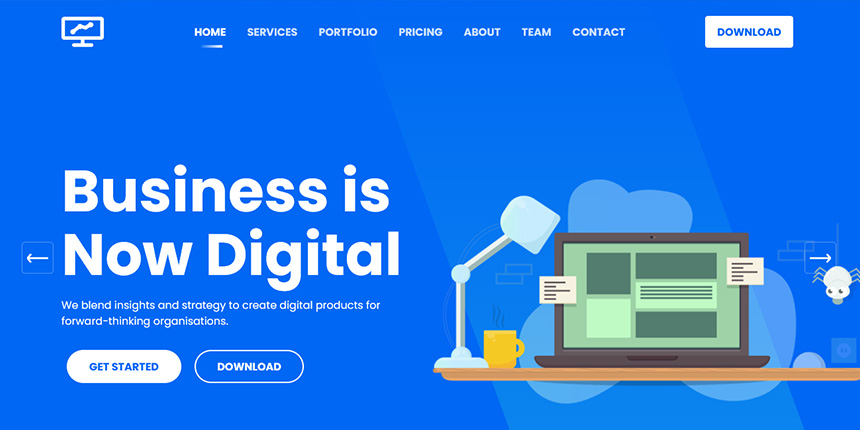 HOME SERVICES PORTFOLIO PRICING ABOUT TEAM CONTACT DOWNLOAD
Business is
Now Digital
We blend insights and strategy to create digital products for
forward-thinking organisations.
GET STARTED DOWNLOAD